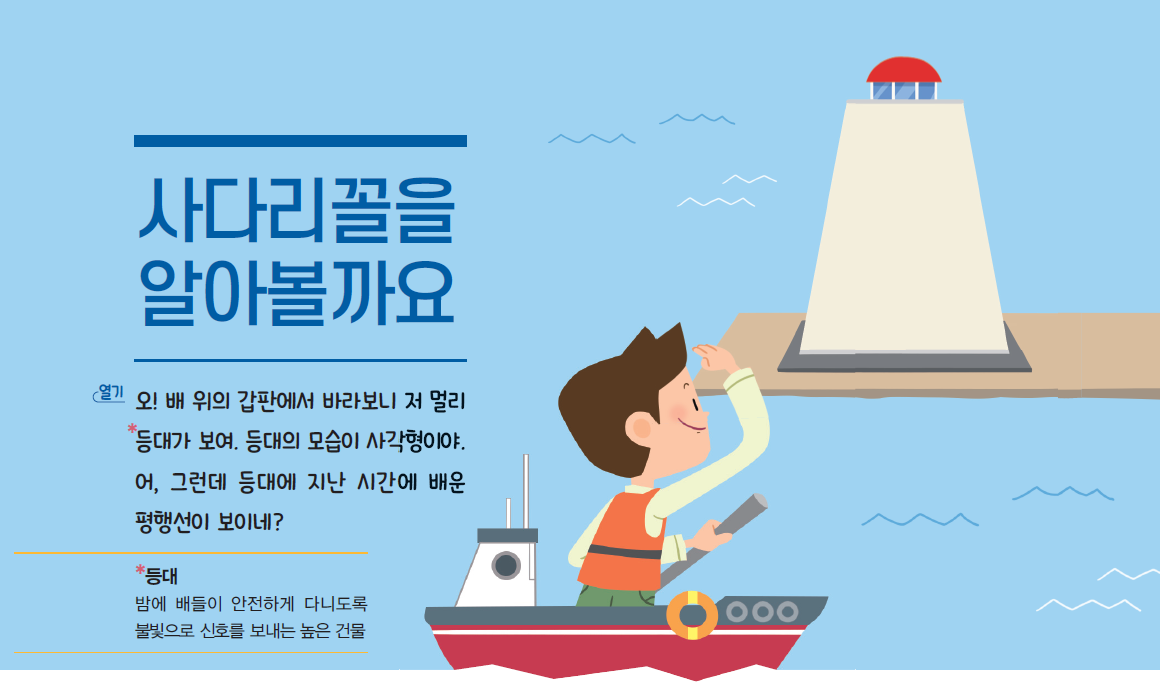 사다리꼴을
알아볼까요
열기
오! 배 위의 갑판에서 바라보니 저 멀리
*등대가 보여. 등대의 모습이 사각형이야.
어, 그런데 등대에 지난 시간에 배운
평행선이 보이네?
*등대
밤에 배들이 안전하게 다니도록
불빛으로 신호를 보내는 높은 건물